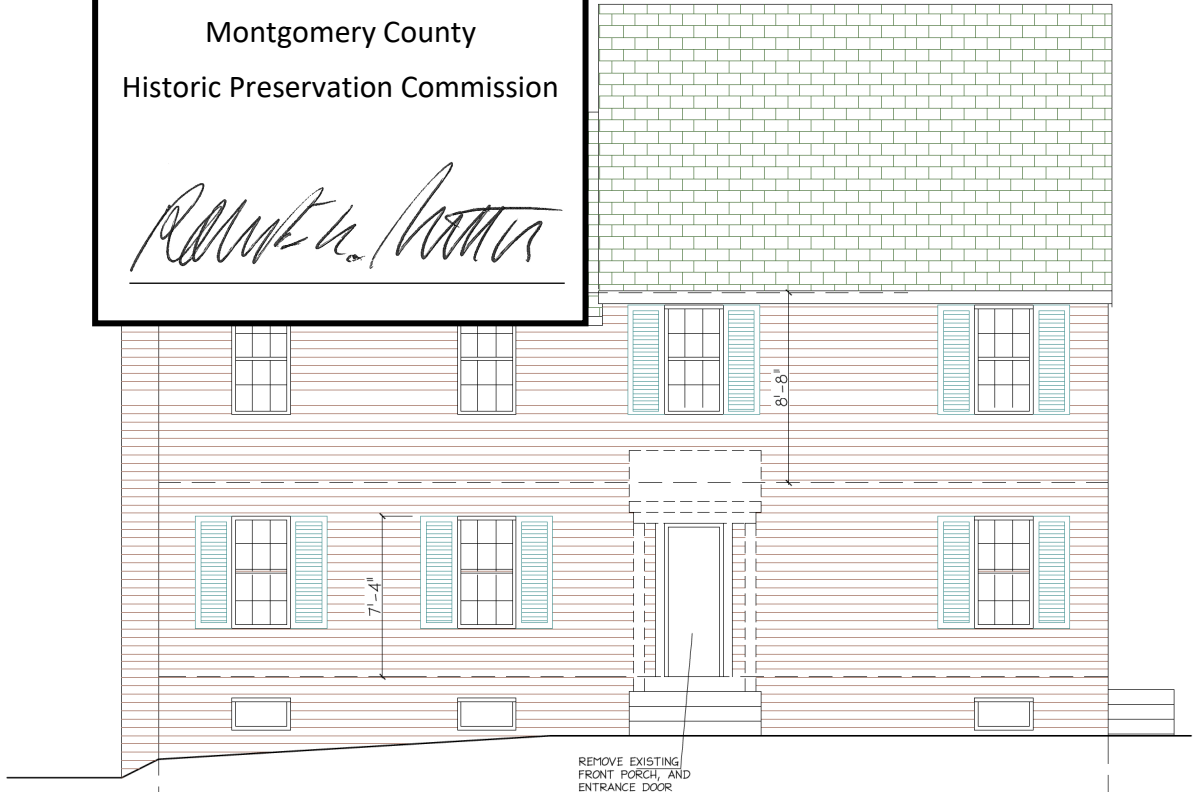 Montgomery County
Historic Preservation Commission
8'-8"
7'-4"
REMOVE EXISTING
FRONT PORCH, AND
ENTRANCE DOOR